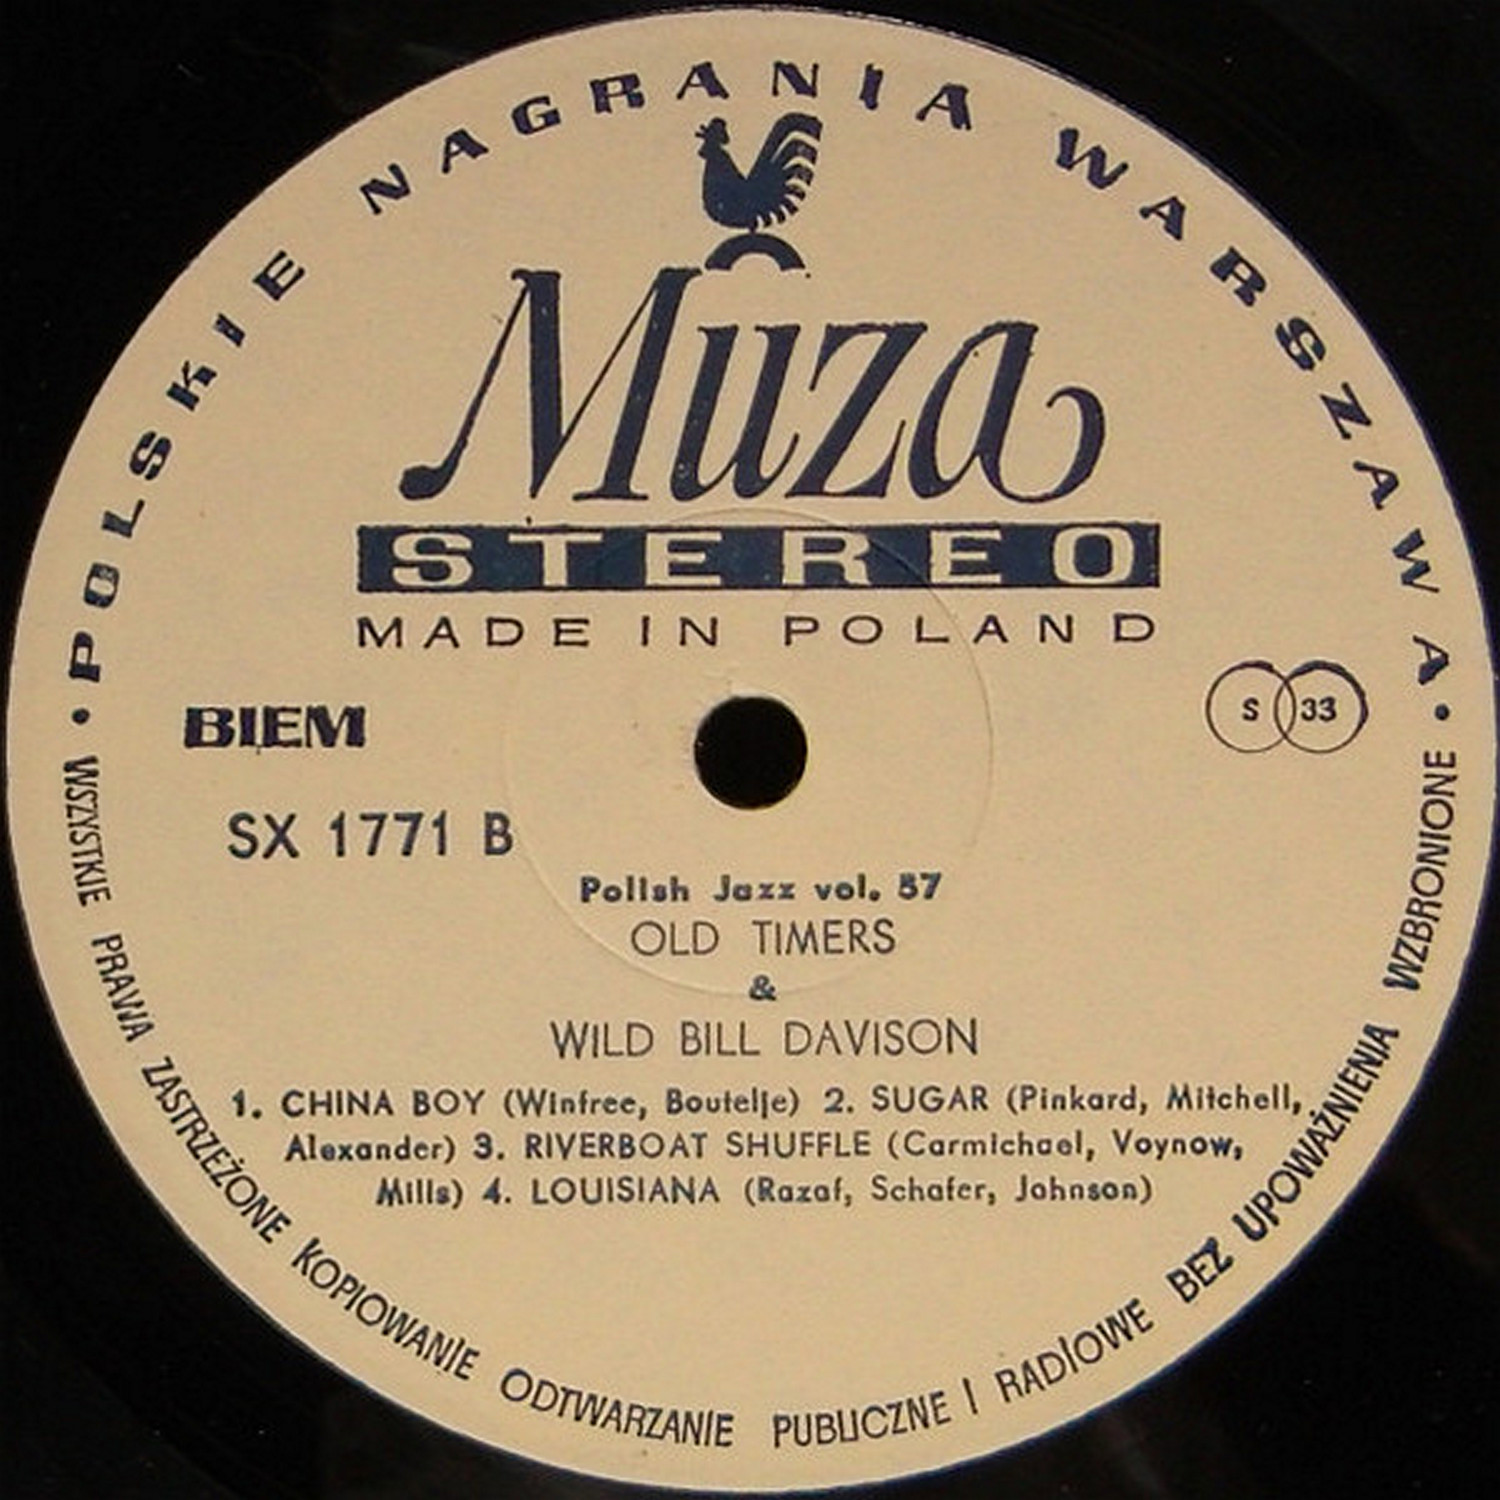 POLSKIE NAGRANIA WARSZAWA
Muza
STEREO
MADE IN POLAND
BIEM
S 33
SX 1771 B
Polish Jazz vol. 57
OLD TIMERS
&
WILD BILL DAVISON
1. CHINA BOY (Winfree, Boutelje) 2. SUGAR (Pinkard, Mitchell,
Alexander) 3. RIVERBOAT SHUFFLE (Carmichael, Voynow,
Mills) 4. LOUISIANA (Razaf, Schafer, Johnson)
WSZYSTKIE PRAWA ZASTRZEŻONE KOPIOWANIE ODTWARZANIE PUBLICZNE I RADIOWE BEZ UPOWAŻNIENIA WZBRONIONE